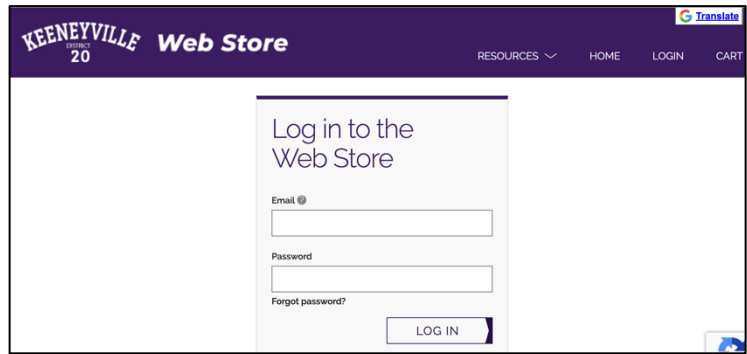 Translate
KEENEYVILLE
DISTRICT
20
Web Store
RESOURCES
HOME
LOGIN
CART
Log in to the
Web Store
Email
Password
Forgot password?
LOG IN